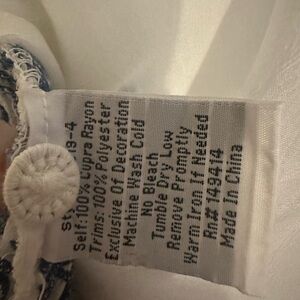 19-4
Self:100% Cupra Rayon
Trims: 100% Polyester
Exclusive Of Decoration
Machine Wash Cold
No Bleach
Tumble Dry Low
Remove Promptly
Warm Iron If Needed
Rn# 149414
Made In China